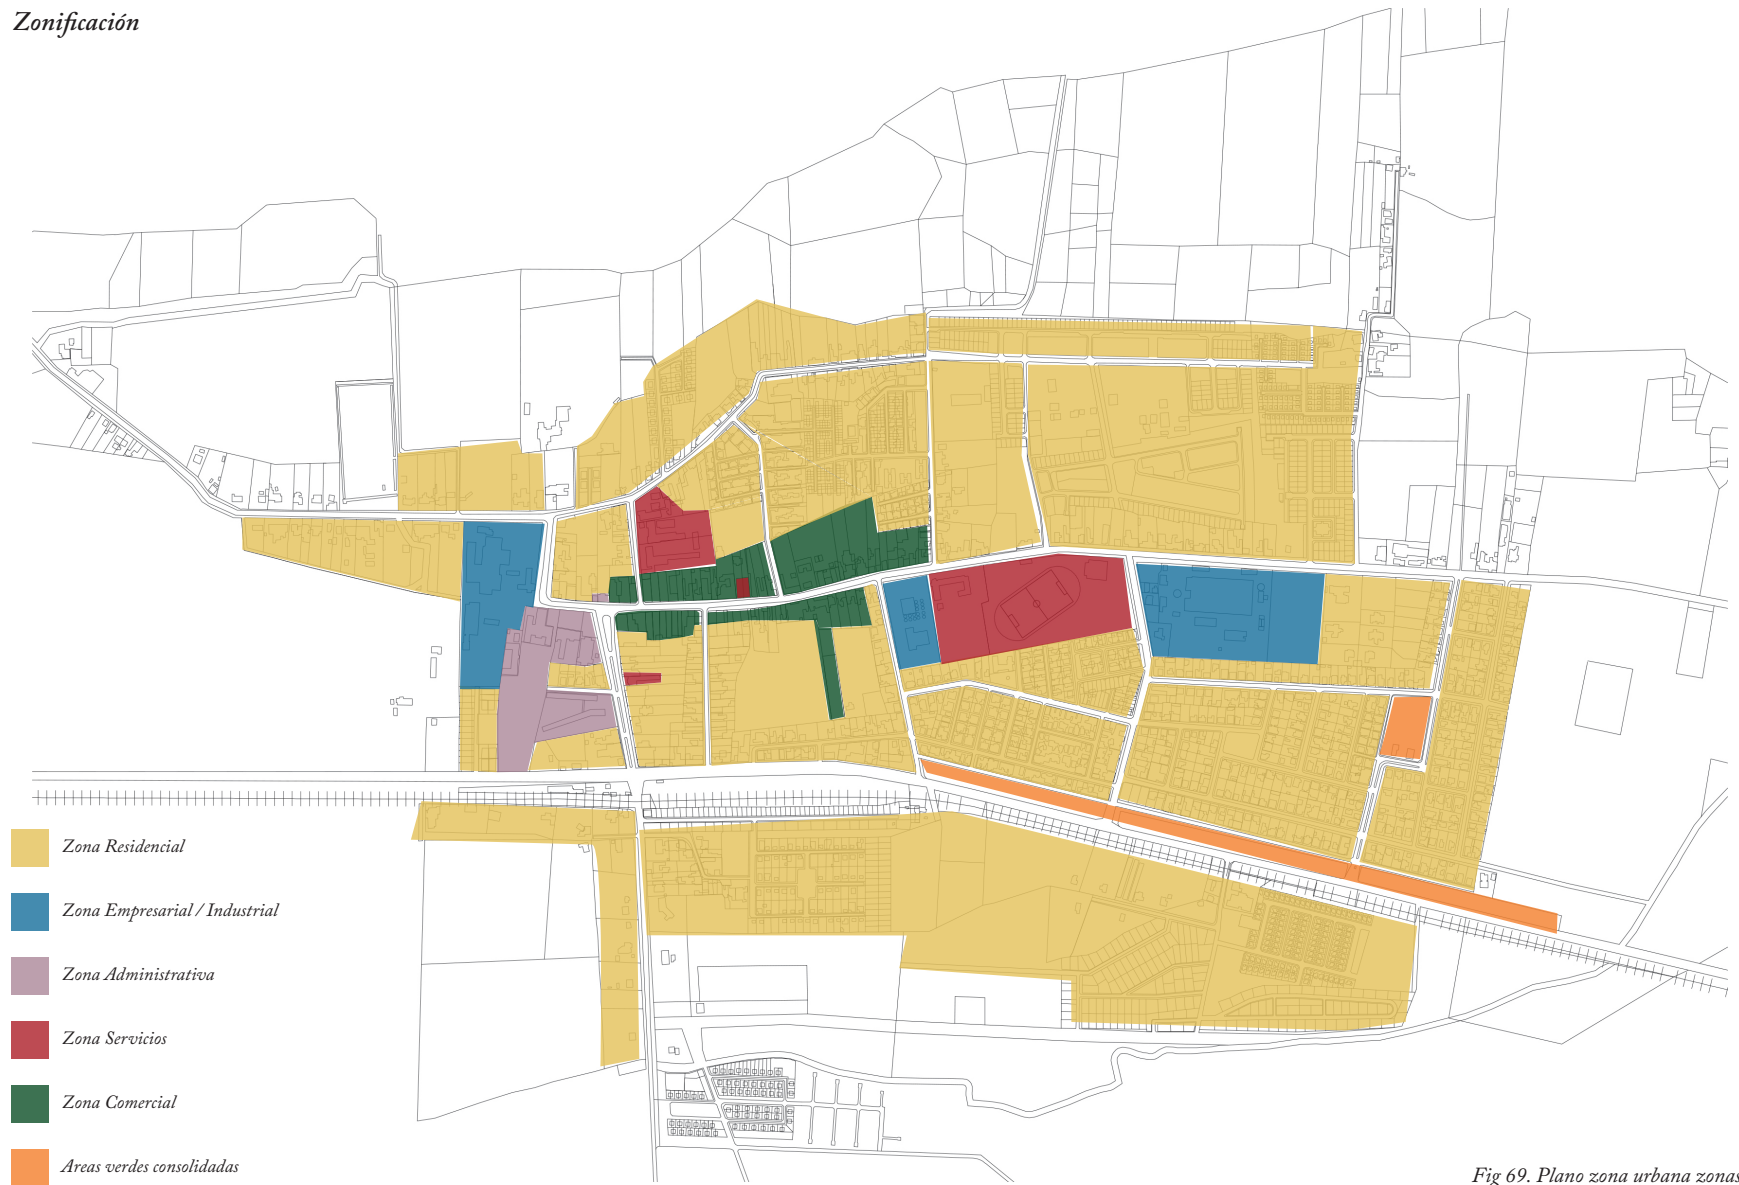 Zonificación
Zona Residencial
Zona Empresarial / Industrial
Zona Administrativa
Zona Servicios
Zona Comercial
Areas verdes consolidadas
Fig 69. Plano zona urbana zonas